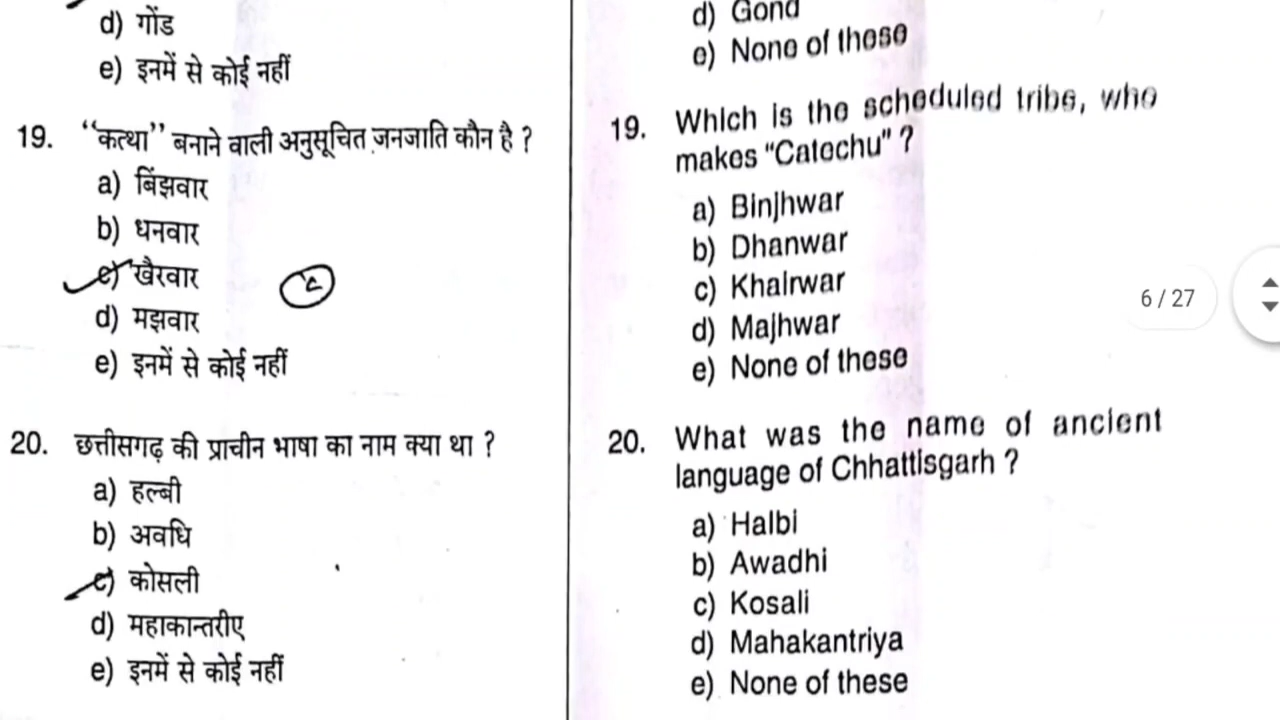 d) गोंड
e) इनमें से कोई नहीं
19. “कत्था” बनाने वाली अनुसूचित जनजाति कौन है ?
a) बिंझवार
b) धनवार
c) खैरवार
c
d) मझवार
e) इनमें से कोई नहीं
20. छत्तीसगढ़ की प्राचीन भाषा का नाम क्या था ?
a) हल्बी
b) अवधि
c) कोसली
d) महाकान्तरीए
e) इनमें से कोई नहीं
d) Gond
e) None of these
19. Which is the scheduled tribe, who
makes "Catechu" ?
a) Binjhwar
b) Dhanwar
c) Khairwar
d) Majhwar
e) None of these
20. What was the name of ancient
language of Chhattisgarh ?
a) Halbi
b) Awadhi
c) Kosali
d) Mahakantriya
e) None of these
6 / 27